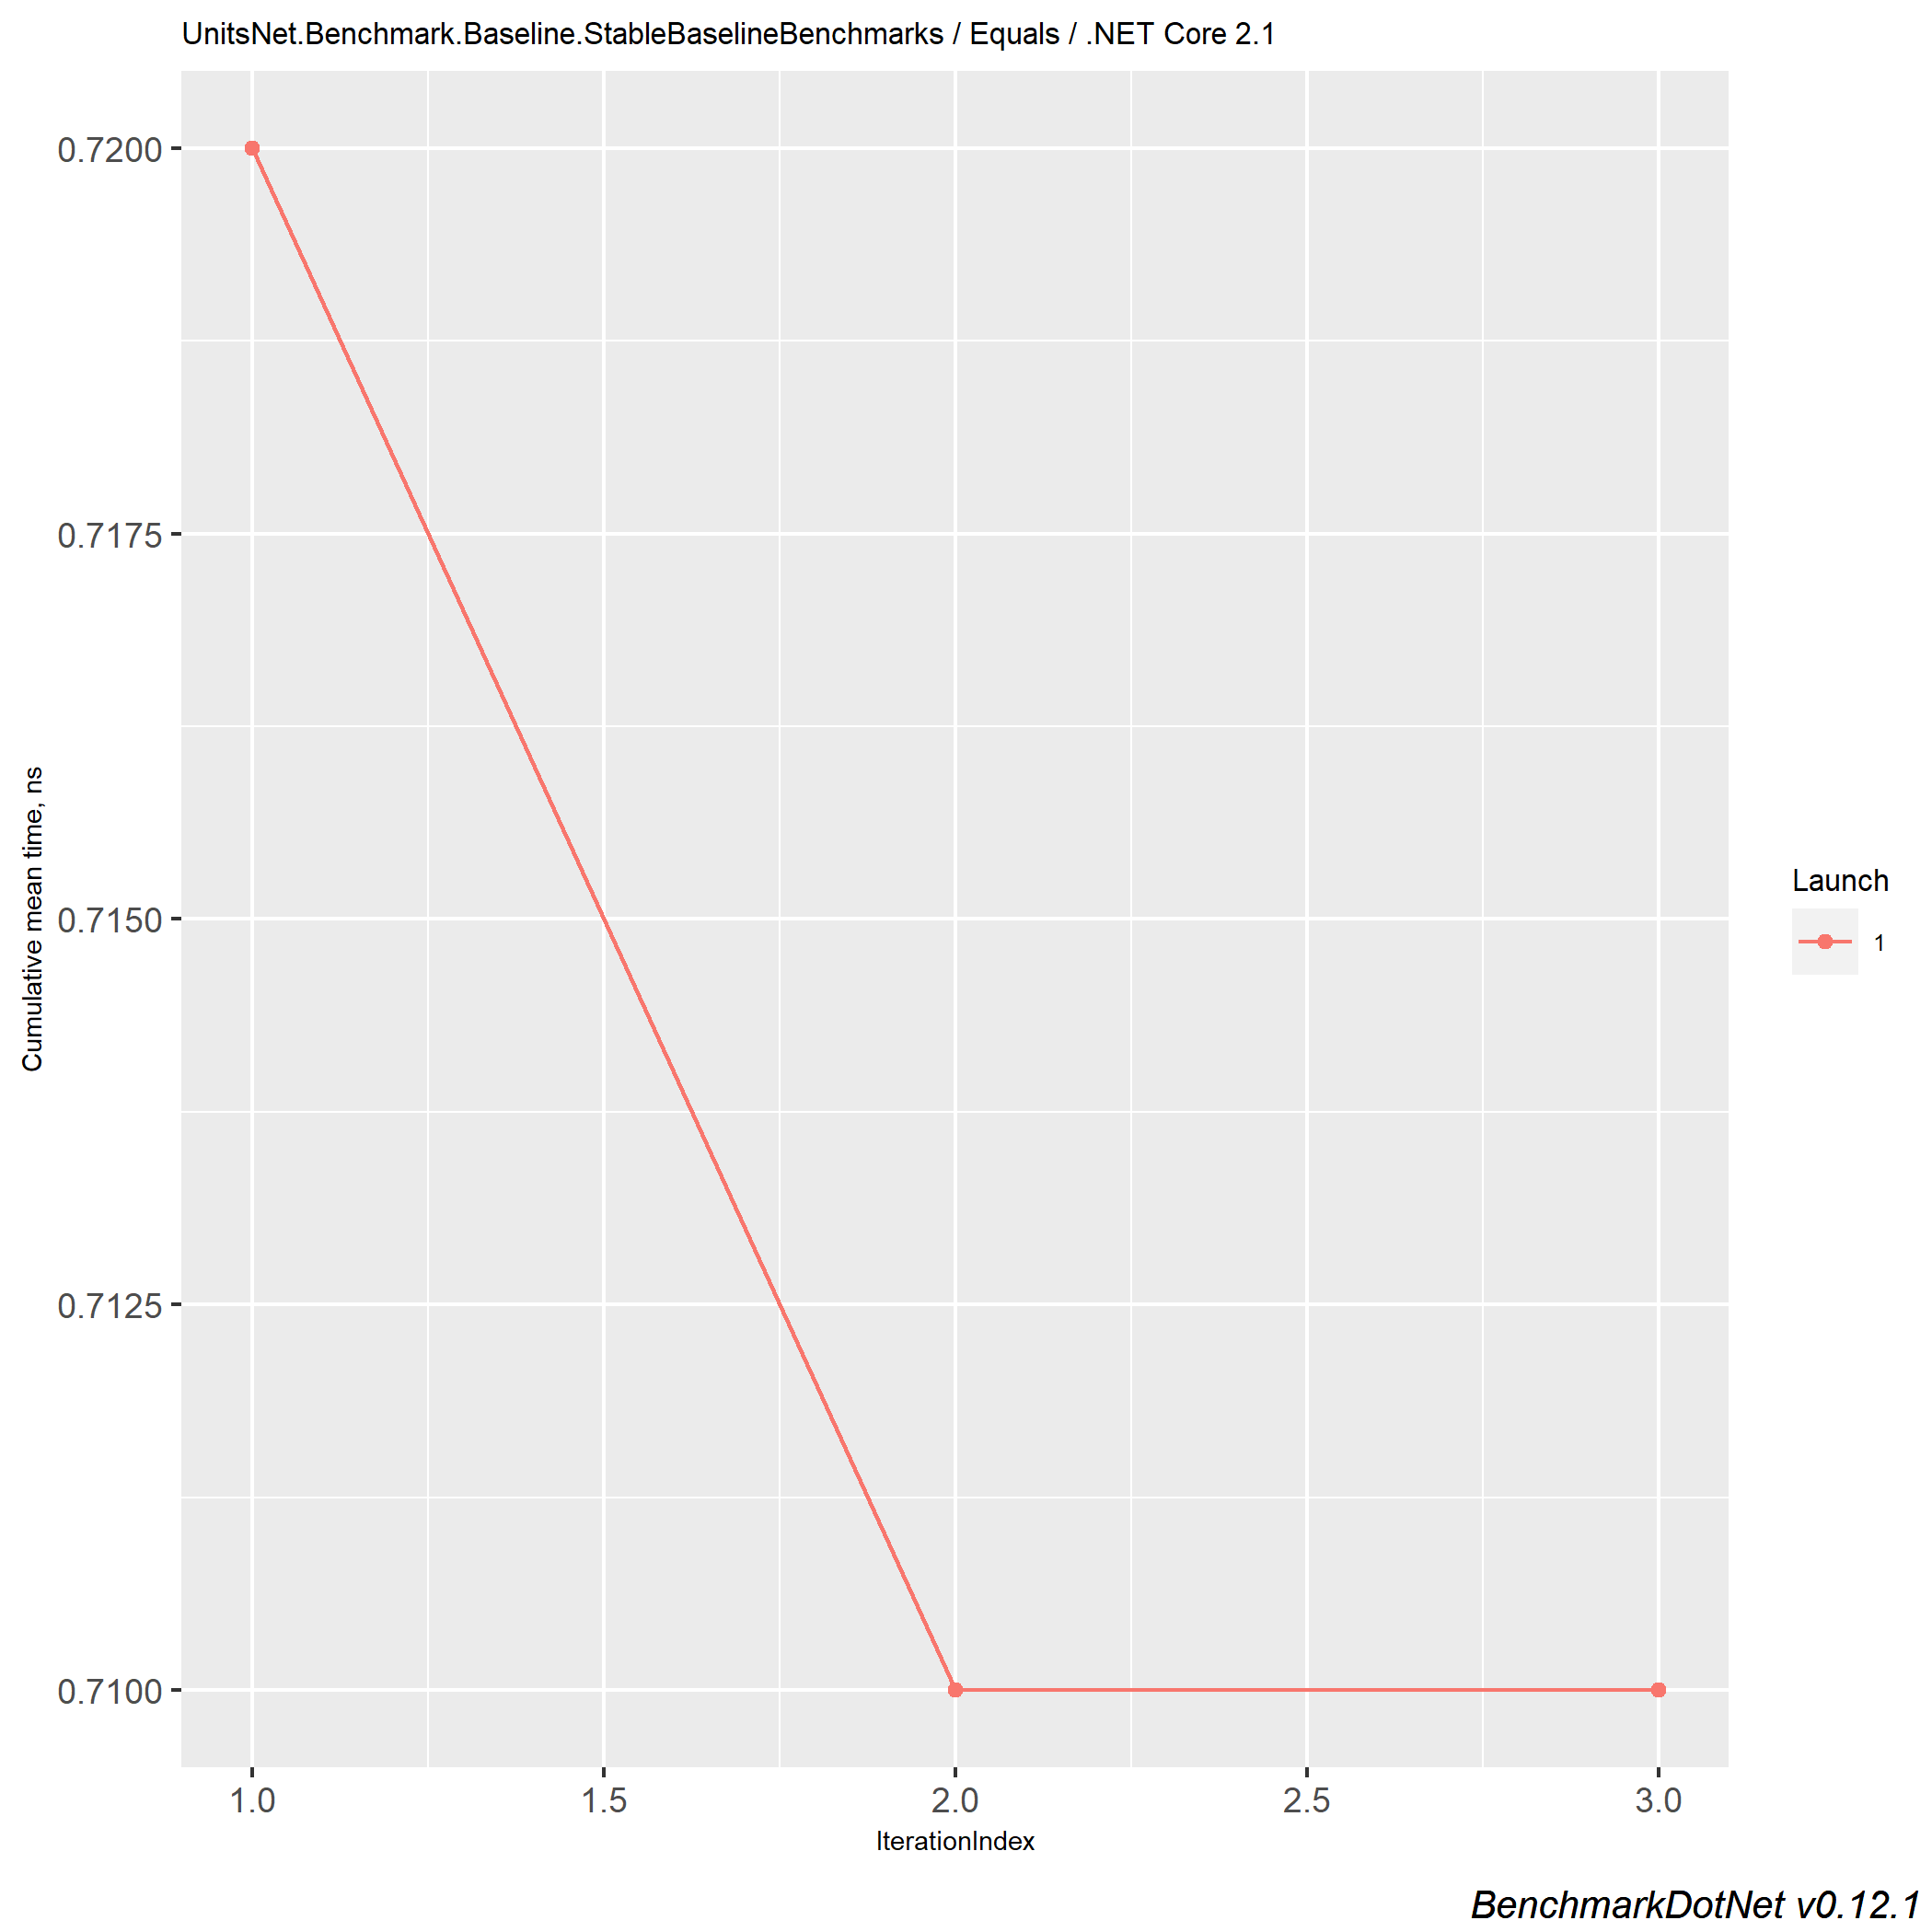 UnitsNet.Benchmark.Baseline.StableBaselineBenchmarks / Equals / .NET Core 2.1
Cumulative mean time, ns
0.7200
0.7175
0.7150
0.7125
0.7100
1.0 1.5 2.0 2.5 3.0
IterationIndex
Launch
1
BenchmarkDotNet v0.12.1